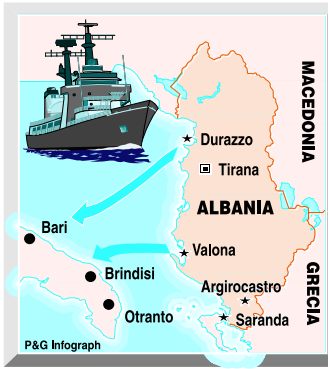 MACEDONIA
Durazzo
Tirana
ALBANIA
Bari
Valona
Brindisi
Argirocastro
GRECIA
Otranto
Saranda
P&G Infograph